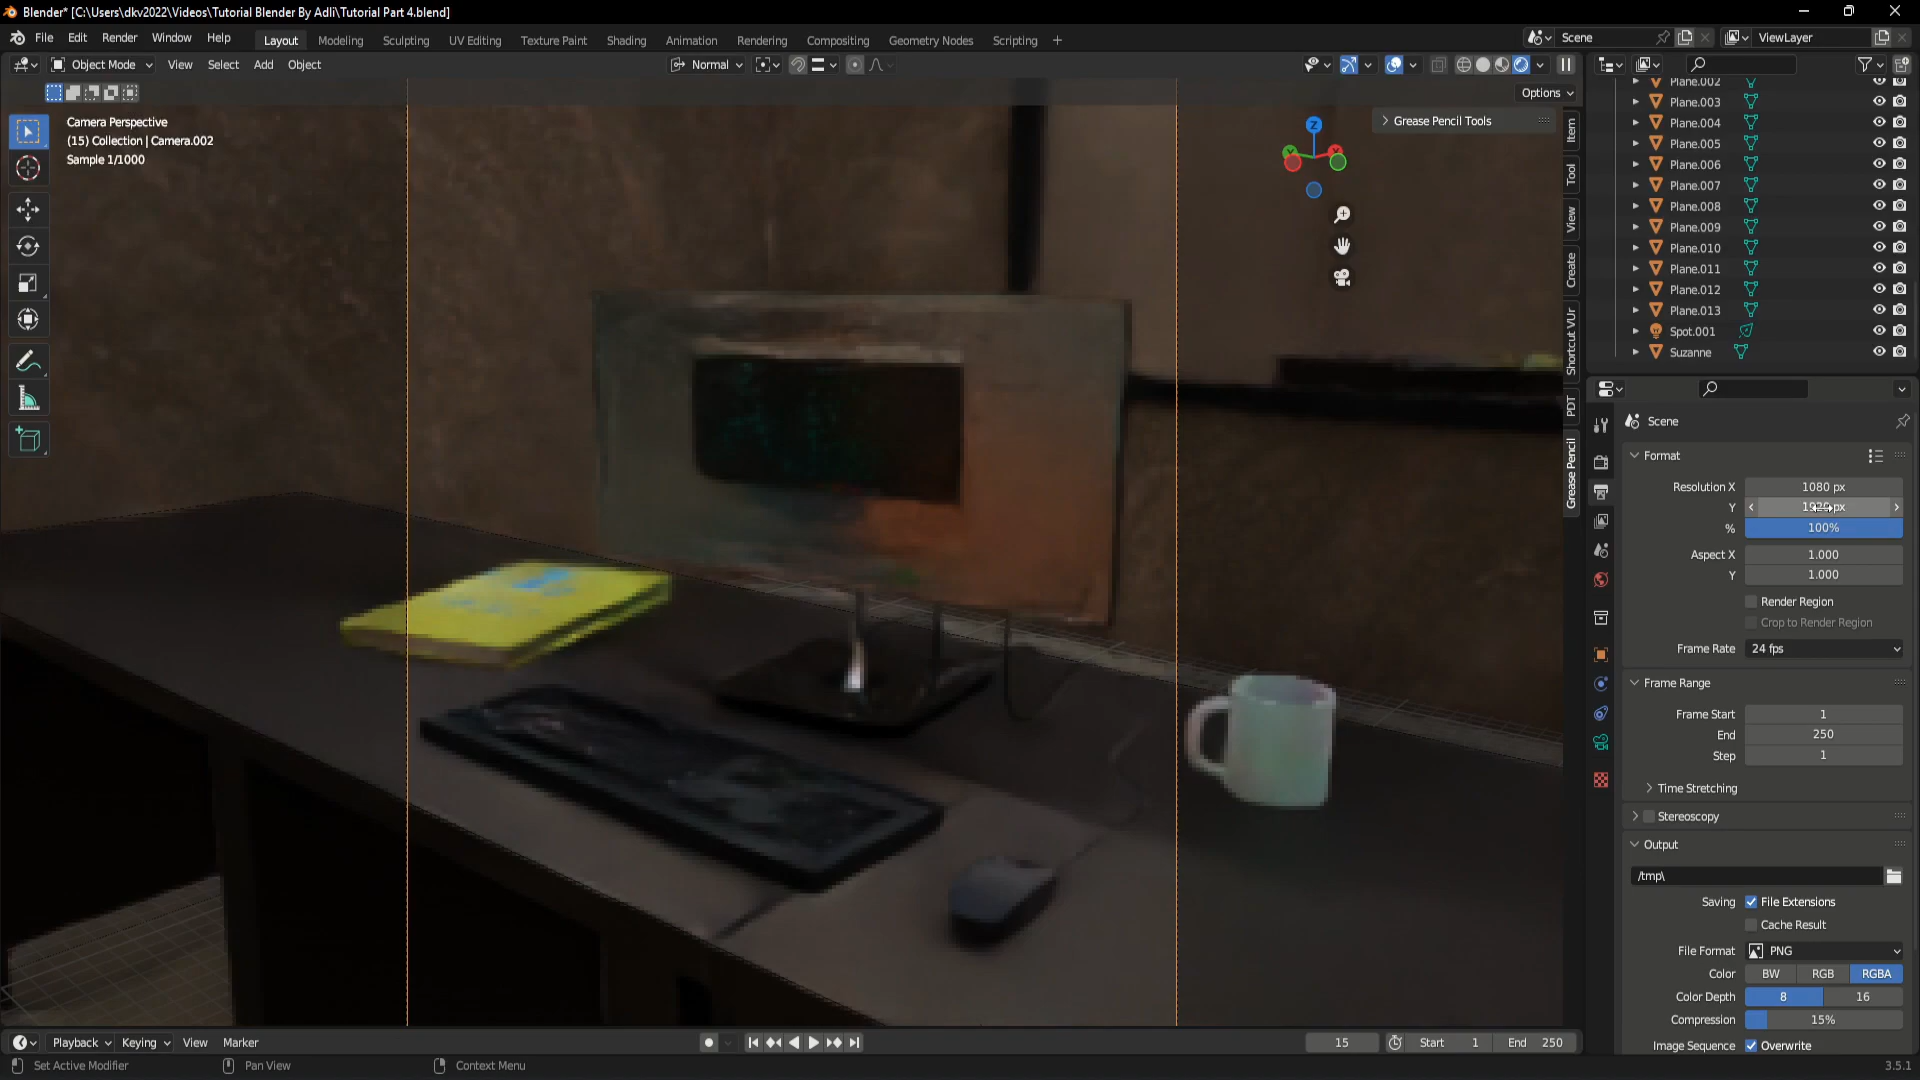 Blender* [C:\Users\dkv2022\Videos\Tutorial Blender By Adli\Tutorial Part 4.blend]
File Edit Render Window Help Layout Modeling Sculpting UV Editing Texture Paint Shading Animation Rendering Compositing Geometry Nodes Scripting + Scene ViewLayer
Object Mode View Select Add Object Normal
Options
Camera Perspective
(15) Collection | Camera.002
Sample 1/1000
Grease Pencil Tools
Z
Item
Tool
View
Create
Shortcut VUr
PDT
Grease Pencil
Plane.002
Plane.003
Plane.004
Plane.005
Plane.006
Plane.007
Plane.008
Plane.009
Plane.010
Plane.011
Plane.012
Plane.013
Spot.001
Suzanne
Scene
Format
Resolution X 1080 px
Y px
% 100%
Aspect X 1.000
Y 1.000
Render Region
Crop to Render Region
Frame Rate 24 fps
Frame Range
Frame Start 1
End 250
Step 1
Time Stretching
Stereoscopy
Output
/tmp\
Saving File Extensions
Cache Result
File Format PNG
Color BW RGB RGBA
Color Depth 8 16
Compression 15%
Image Sequence Overwrite
Playback Keying View Marker 15 Start 1 End 250
Set Active Modifier Pan View Context Menu 3.5.1